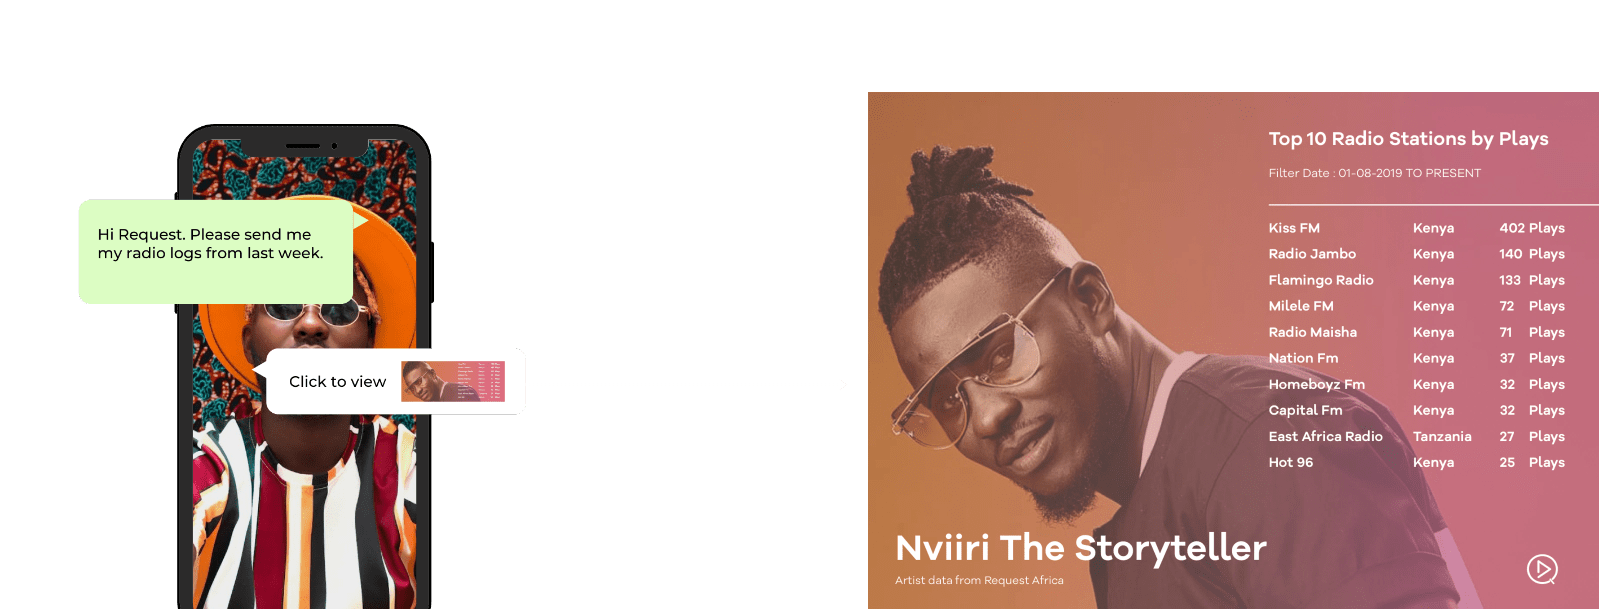 Hi Request. Please send me
my radio logs from last week.
Click to view
Top 10 Radio Stations by Plays
Filter Date : 01-08-2019 TO PRESENT
Kiss FM Kenya 402 Plays
Radio Jambo Kenya 140 Plays
Flamingo Radio Kenya 133 Plays
Milele FM Kenya 72 Plays
Radio Maisha Kenya 71 Plays
Nation Fm Kenya 37 Plays
Homeboyz Fm Kenya 32 Plays
Capital Fm Kenya 32 Plays
East Africa Radio Tanzania 27 Plays
Hot 96 Kenya 25 Plays
Nviiri The Storyteller
Artist data from Request Africa